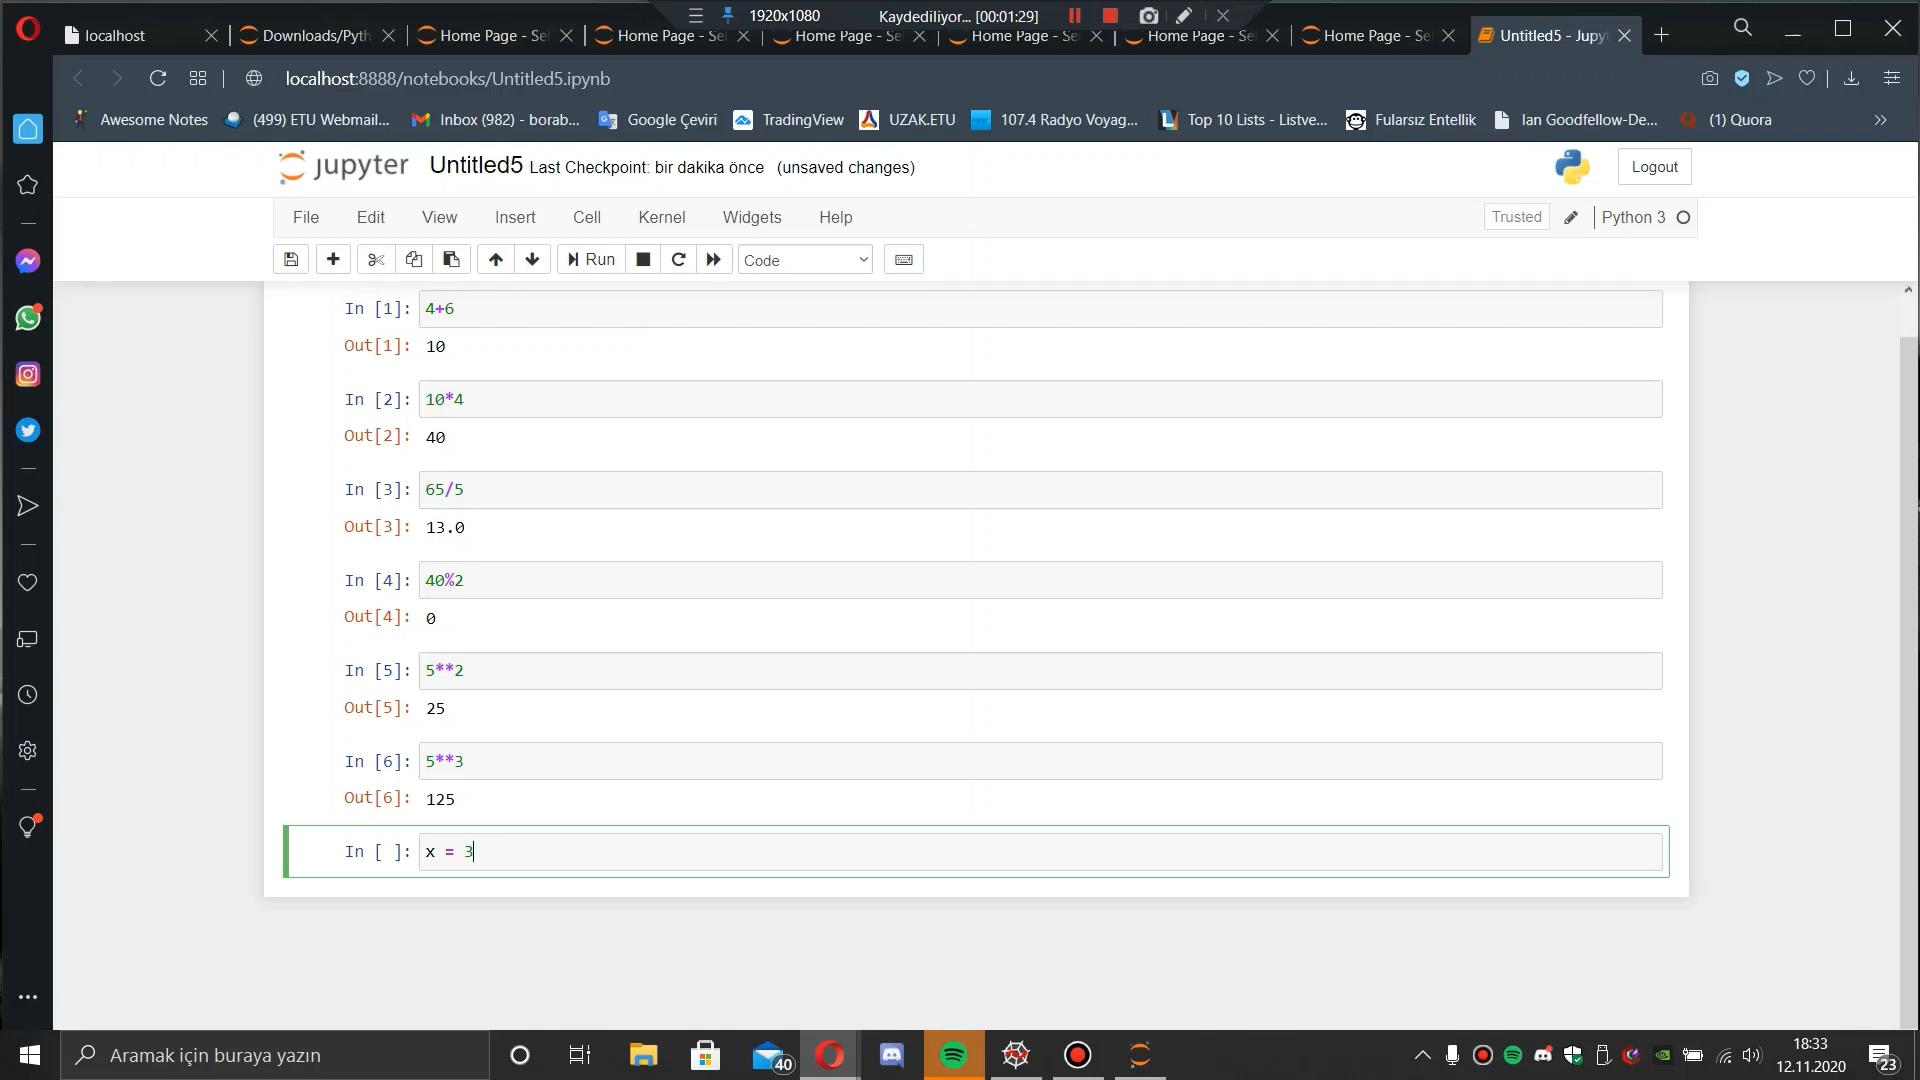 1920x1080 Kaydediliyor... [00:01:29]
localhost Downloads/Pyth Home Page - Sel Home Page - Sel Home Page - Sel Home Page - Sel Home Page - Sel Home Page - Sel Untitled5 - Jupyt
localhost:8888/notebooks/Untitled5.ipynb
Awesome Notes (499) ETU Webmail... Inbox (982) - borab... Google Çeviri TradingView UZAK.ETU 107.4 Radyo Voyag... Top 10 Lists - Listve... Fularsız Entellik Ian Goodfellow-De... (1) Quora
jupyter Untitled5 Last Checkpoint: bir dakika önce (unsaved changes) Logout
File Edit View Insert Cell Kernel Widgets Help Trusted Python 3
Run Code
In [1]: 4+6
Out[1]: 10
In [2]: 10*4
Out[2]: 40
In [3]: 65/5
Out[3]: 13.0
In [4]: 40%2
Out[4]: 0
In [5]: 5**2
Out[5]: 25
In [6]: 5**3
Out[6]: 125
In [ ]: x = 3
Aramak için buraya yazın 40 18:33
12.11.2020 23